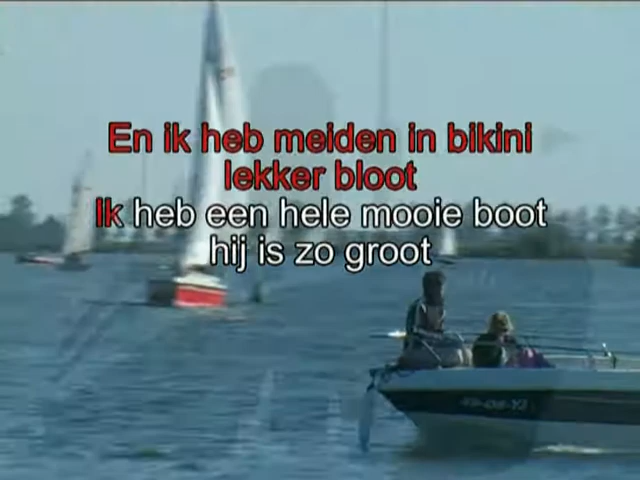 En ik heb meiden in bikini
lekker bloot
Ik heb een hele mooie boot
hij is zo groot